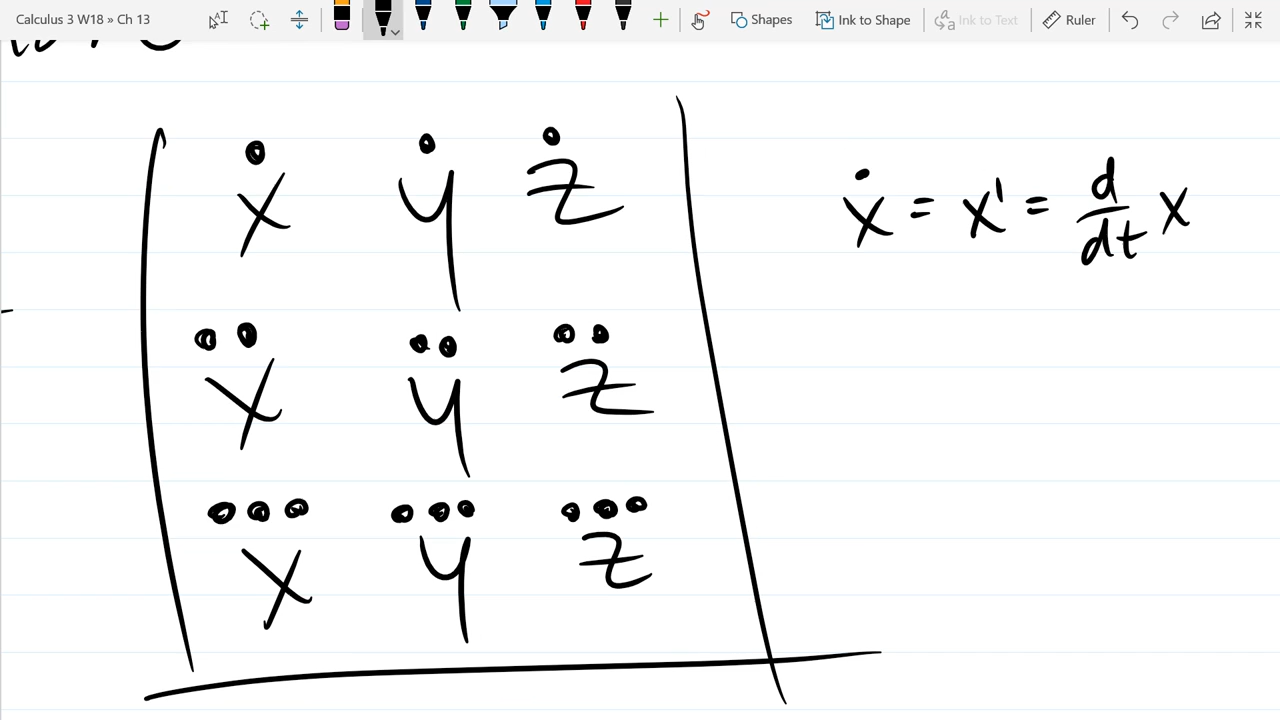 Calculus 3 W18 » Ch 13
Shapes
Ink to Shape
Ink to Text
Ruler
ẋ ẏ ż
ẋ = x' = d/dt x
ẍ ÿ z̈
x⃛ y⃛ z⃛